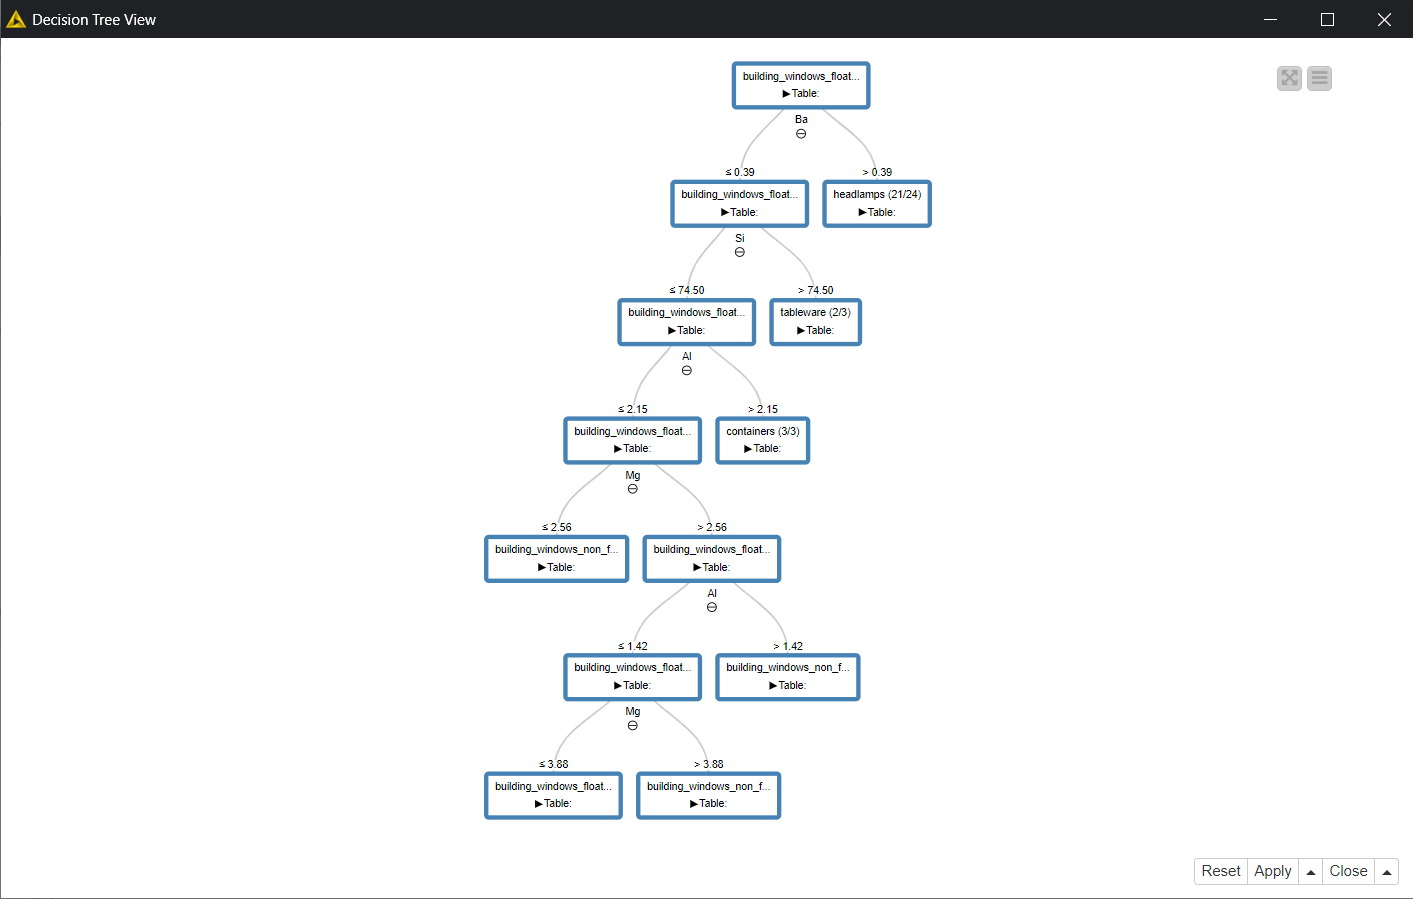 Decision Tree View
building_windows_float...
▶Table:
Ba
≤ 0.39
> 0.39
building_windows_float...
▶Table:
headlamps (21/24)
▶Table:
Si
≤ 74.50
> 74.50
building_windows_float...
▶Table:
tableware (2/3)
▶Table:
Al
≤ 2.15
> 2.15
building_windows_float...
▶Table:
containers (3/3)
▶Table:
Mg
≤ 2.56
> 2.56
building_windows_non_f...
▶Table:
building_windows_float...
▶Table:
Al
≤ 1.42
> 1.42
building_windows_float...
▶Table:
building_windows_non_f...
▶Table:
Mg
≤ 3.88
> 3.88
building_windows_float...
▶Table:
building_windows_non_f...
▶Table:
Reset Apply Close